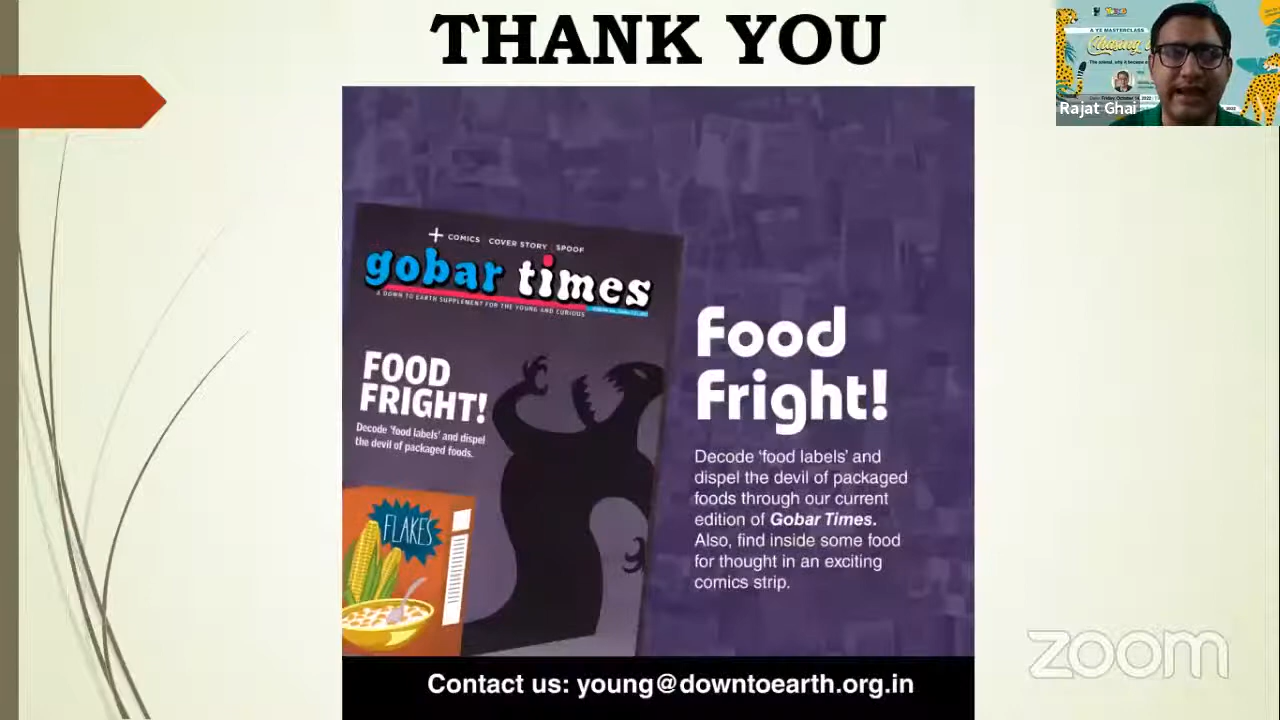 THANK YOU
A YE MASTERCLASS
Chasing
Rajat Ghai
+ COMICS COVER STORY SPOOF
gobar times
A DOWN TO EARTH SUPPLEMENT FOR THE YOUNG AND CURIOUS
FOOD
FRIGHT!
Decode 'food labels' and dispel
the devil of packaged foods.
FLAKES
Food
Fright!
Decode ‘food labels’ and
dispel the devil of packaged
foods through our current
edition of Gobar Times.
Also, find inside some food
for thought in an exciting
comics strip.
Contact us: young@downtoearth.org.in
zoom